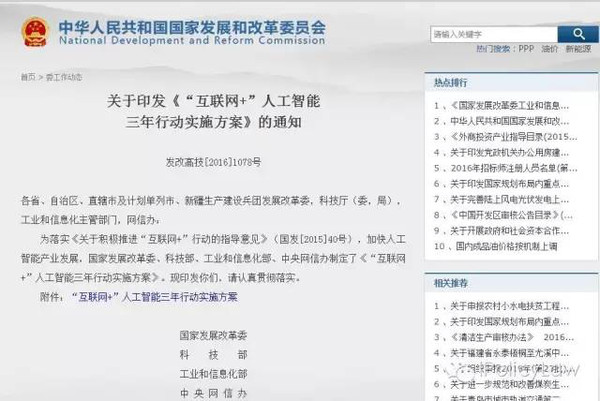 中华人民共和国国家发展和改革委员会
National Development and Reform Commission
请输入关键字
搜索
热门搜索：PPP 油价 新能源
首页 > 委工作动态
关于印发《“互联网+”人工智能
三年行动实施方案》的通知
发改高技[2016]1078号
各省、自治区、直辖市及计划单列市、新疆生产建设兵团发展改革委，科技厅（委，局），
工业和信息化主管部门，网信办：
为落实《关于积极推进“互联网+”行动的指导意见》（国发[2015]40号），加快人工
智能产业发展，国家发展改革委、科技部、工业和信息化部、中央网信办制定了《“互联网
+”人工智能三年行动实施方案》。现印发你们，请认真贯彻落实。
附件：“互联网+”人工智能三年行动实施方案
国家发展改革委
科 技 部
工业和信息化部
中 央 网 信 办
热点排行
1 、《国家发展改革委工业和信息...
2 、中华人民共和国国家发展和改...
3 、《外商投资产业指导目录(2015...
4 、关于印发党政机关办公用房建...
5 、2016年招标师注册人员名单(第...
6 、关于印发国家规划布局内重点...
7 、关于完善陆上风电光伏发电上...
8 、《中国开发区审核公告目录》(...
9 、关于开展政府和社会资本合作...
10 、国内成品油价格按机制上调
相关推荐
1 、关于申报农村小水电扶贫工程...
2 、关于印发国家规划布局内重点...
3 、《清洁生产审核办法》 2016...
4 、关于福建省永泰梧桐至尤溪中...
PolicyLaw
6 、关于进一步规范和改善煤炭生...
7 、关于青岛市城市轨道交通第二...